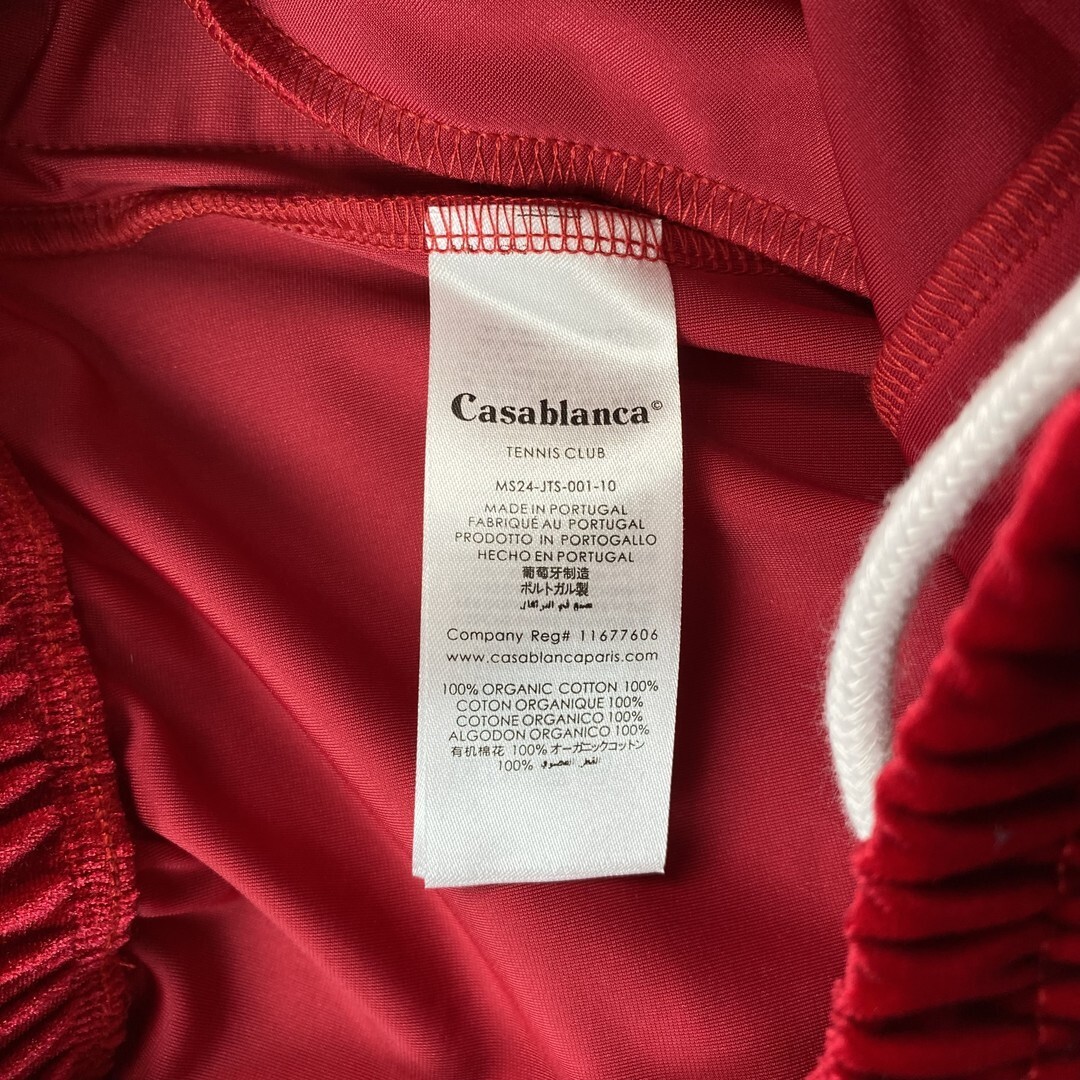 Casablanca©
TENNIS CLUB
MS24-JTS-001-10
MADE IN PORTUGAL
FABRIQUÉ AU PORTUGAL
PRODOTTO IN PORTOGALLO
HECHO EN PORTUGAL
葡萄牙制造
ポルトガル製
Company Reg# 11677606
www.casablancaparis.com
100% ORGANIC COTTON 100%
COTON ORGANIQUE 100%
COTONE ORGANICO 100%
ALGODON ORGANICO 100%
有机棉花 100% オーガニックコットン
100%